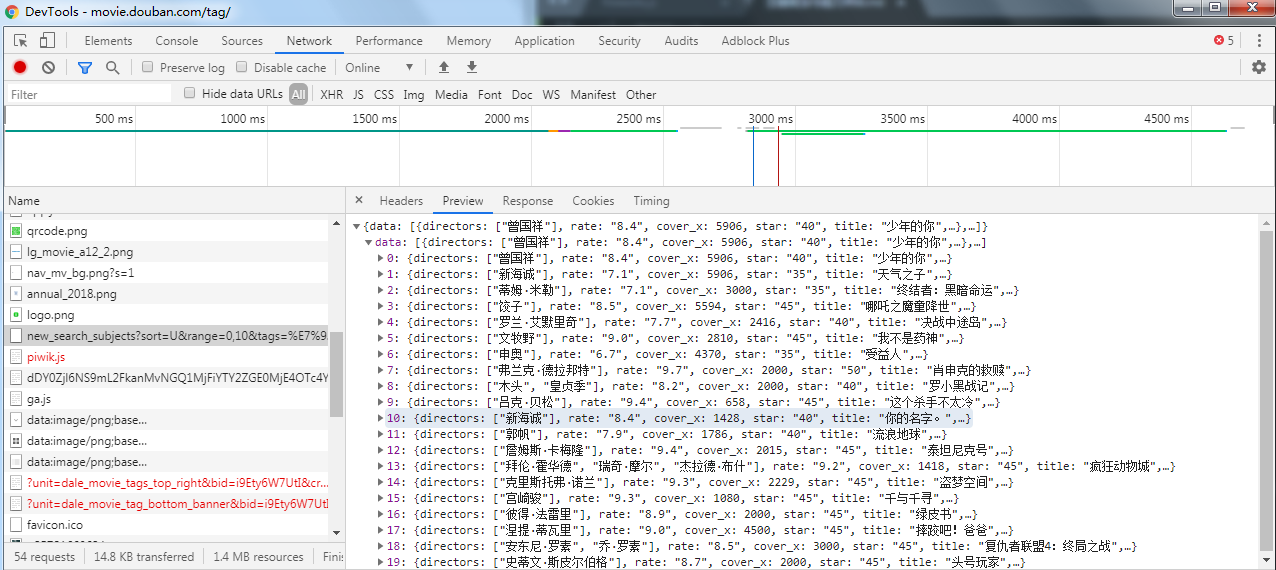 DevTools - movie.douban.com/tag/
Elements Console Sources Network Performance Memory Application Security Audits Adblock Plus 5
Preserve log Disable cache Online
Filter Hide data URLs All XHR JS CSS Img Media Font Doc WS Manifest Other
500 ms 1000 ms 1500 ms 2000 ms 2500 ms 3000 ms 3500 ms 4000 ms 4500 ms
Name
qrcode.png
lg_movie_a12_2.png
nav_mv_bg.png?s=1
annual_2018.png
logo.png
new_search_subjects?sort=U&range=0,10&tags=%E7%9
piwik.js
dDY0ZjI6NS9mL2FkanMvNGQ1MjFiYTY2ZGE0MjE4OTc4Y
ga.js
data:image/png;base...
data:image/png;base...
data:image/png;base...
?unit=dale_movie_tags_top_right&bid=i9Ety6W7UtI&cr...
?unit=dale_movie_tag_bottom_banner&bid=i9Ety6W7UtI
favicon.ico
54 requests 14.8 KB transferred 1.4 MB resources Finis
× Headers Preview Response Cookies Timing
{data: [{directors: ["曾国祥"], rate: "8.4", cover_x: 5906, star: "40", title: "少年的你",…},…]}
data: [{directors: ["曾国祥"], rate: "8.4", cover_x: 5906, star: "40", title: "少年的你",…},…]
0: {directors: ["曾国祥"], rate: "8.4", cover_x: 5906, star: "40", title: "少年的你",…}
1: {directors: ["新海诚"], rate: "7.1", cover_x: 5906, star: "35", title: "天气之子",…}
2: {directors: ["蒂姆·米勒"], rate: "7.1", cover_x: 3000, star: "35", title: "终结者：黑暗命运",…}
3: {directors: ["饺子"], rate: "8.5", cover_x: 5594, star: "45", title: "哪吒之魔童降世",…}
4: {directors: ["罗兰·艾默里奇"], rate: "7.7", cover_x: 2416, star: "40", title: "决战中途岛",…}
5: {directors: ["文牧野"], rate: "9.0", cover_x: 2810, star: "45", title: "我不是药神",…}
6: {directors: ["申奥"], rate: "6.7", cover_x: 4370, star: "35", title: "受益人",…}
7: {directors: ["弗兰克·德拉邦特"], rate: "9.7", cover_x: 2000, star: "50", title: "肖申克的救赎",…}
8: {directors: ["木头", "皇贞季"], rate: "8.2", cover_x: 2000, star: "40", title: "罗小黑战记",…}
9: {directors: ["吕克·贝松"], rate: "9.4", cover_x: 658, star: "45", title: "这个杀手不太冷",…}
10: {directors: ["新海诚"], rate: "8.4", cover_x: 1428, star: "40", title: "你的名字。",…}
11: {directors: ["郭帆"], rate: "7.9", cover_x: 1786, star: "40", title: "流浪地球",…}
12: {directors: ["詹姆斯·卡梅隆"], rate: "9.4", cover_x: 2015, star: "45", title: "泰坦尼克号",…}
13: {directors: ["拜伦·霍华德", "瑞奇·摩尔", "杰拉德·布什"], rate: "9.2", cover_x: 1418, star: "45", title: "疯狂动物城",…}
14: {directors: ["克里斯托弗·诺兰"], rate: "9.3", cover_x: 2229, star: "45", title: "盗梦空间",…}
15: {directors: ["宫崎骏"], rate: "9.3", cover_x: 1080, star: "45", title: "千与千寻",…}
16: {directors: ["彼得·法雷里"], rate: "8.9", cover_x: 2000, star: "45", title: "绿皮书",…}
17: {directors: ["涅提·蒂瓦里"], rate: "9.0", cover_x: 4500, star: "45", title: "摔跤吧！爸爸",…}
18: {directors: ["安东尼·罗素", "乔·罗素"], rate: "8.5", cover_x: 3000, star: "45", title: "复仇者联盟4：终局之战",…}
19: {directors: ["史蒂文·斯皮尔伯格"], rate: "8.7", cover_x: 2000, star: "45", title: "头号玩家",…}